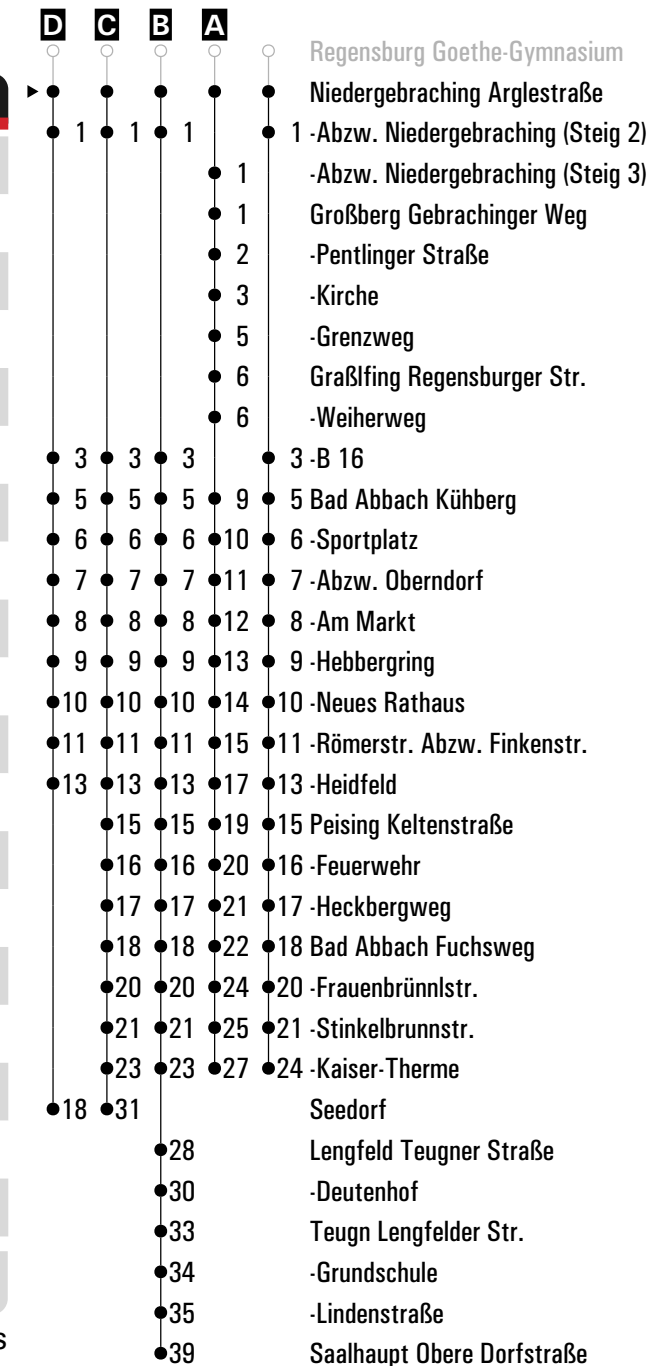 D C B A
Regensburg Goethe-Gymnasium
Niedergebraching Arglestraße
1 1 1 1 -Abzw. Niedergebraching (Steig 2)
1 -Abzw. Niedergebraching (Steig 3)
1 Großberg Gebrachinger Weg
2 -Pentlinger Straße
3 -Kirche
5 -Grenzweg
6 Graßlfing Regensburger Str.
6 -Weiherweg
3 3 3 3 -B 16
5 5 5 9 5 Bad Abbach Kühberg
6 6 6 10 6 -Sportplatz
7 7 7 11 7 -Abzw. Oberndorf
8 8 8 12 8 -Am Markt
9 9 9 13 9 -Hebbergring
10 10 10 14 10 -Neues Rathaus
11 11 11 15 11 -Römerstr. Abzw. Finkenstr.
13 13 13 17 13 -Heidfeld
15 15 19 15 Peising Keltenstraße
16 16 20 16 -Feuerwehr
17 17 21 17 -Heckbergweg
18 18 22 18 Bad Abbach Fuchsweg
20 20 24 20 -Frauenbrünnlstr.
21 21 25 21 -Stinkelbrunnstr.
23 23 27 24 -Kaiser-Therme
18 31 Seedorf
28 Lengfeld Teugner Straße
30 -Deutenhof
33 Teugn Lengfelder Str.
34 -Grundschule
35 -Lindenstraße
39 Saalhaupt Obere Dorfstraße